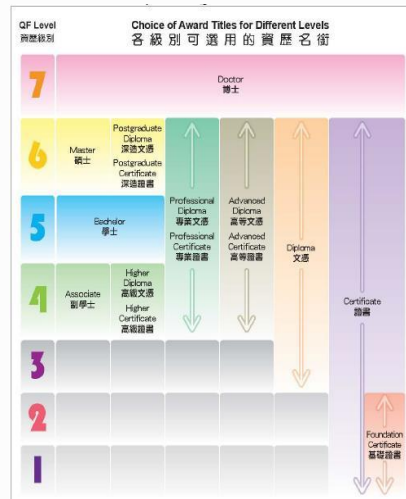 QF Level
資歷級別
Choice of Award Titles for Different Levels
各級別可選用的資歷名銜
7
Doctor
博士
6
Master
碩士
Postgraduate
Diploma
深造文憑
Postgraduate
Certificate
深造證書
5
Bachelor
學士
Professional
Diploma
專業文憑
Professional
Certificate
專業證書
Advanced
Diploma
高等文憑
Advanced
Certificate
高等證書
Diploma
文憑
4
Associate
副學士
Higher
Diploma
高級文憑
Higher
Certificate
高級證書
Certificate
證書
3
2
Foundation
Certificate
基礎證書
1